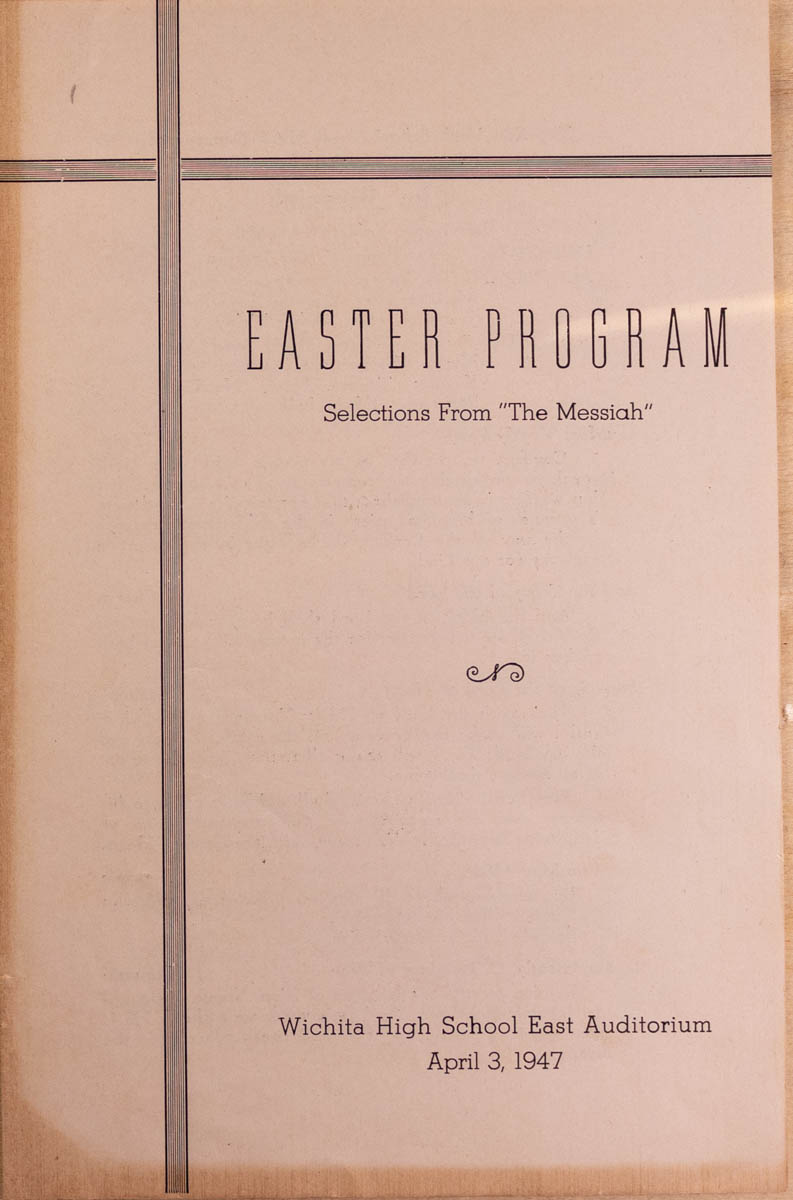 EASTER PROGRAM
Selections From "The Messiah"
Wichita High School East Auditorium
April 3, 1947